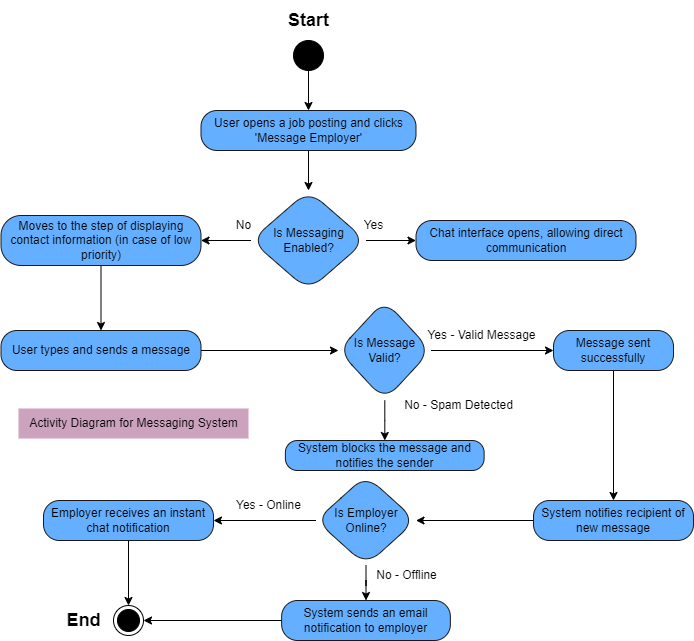 Start
User opens a job posting and clicks
'Message Employer'
No
Is Messaging
Enabled?
Yes
Moves to the step of displaying
contact information (in case of low
priority)
Chat interface opens, allowing direct
communication
User types and sends a message
Is Message
Valid?
Yes - Valid Message
Message sent
successfully
No - Spam Detected
Activity Diagram for Messaging System
System blocks the message and
notifies the sender
Employer receives an instant
chat notification
Yes - Online
Is Employer
Online?
System notifies recipient of
new message
No - Offline
End
System sends an email
notification to employer